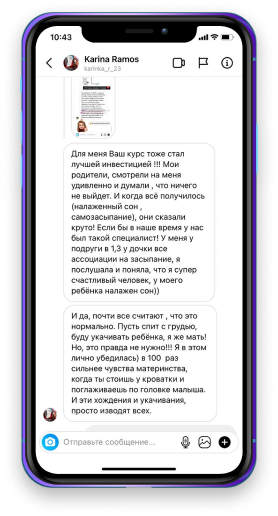 10:43
Karina Ramos
karinka_r_23
Для меня Ваш курс тоже стал
лучшей инвестицией !!! Мои
родители, смотрели на меня
удивленно и думали , что ничего
не выйдет. И когда всё получилось
(налаженный сон ,
самозасыпание), они сказали
круто! Если бы в наше время у нас
был такой специалист! У меня у
подруги в 1,3 у дочки все
ассоциации на засыпание, я
послушала и поняла, что я супер
счастливый человек, у моего
ребёнка налажен сон))
И да, почти все считают , что это
нормально. Пусть спит с грудью,
буду укачивать ребёнка, я же мать!
Но, это правда не нужно!!! Я в этом
лично убедилась) в 100 раз
сильнее чувства материнства,
когда ты стоишь у кроватки и
поглаживаешь по головке малыша.
И эти хождения и укачивания,
просто изводят всех.
Отправьте сообщение...